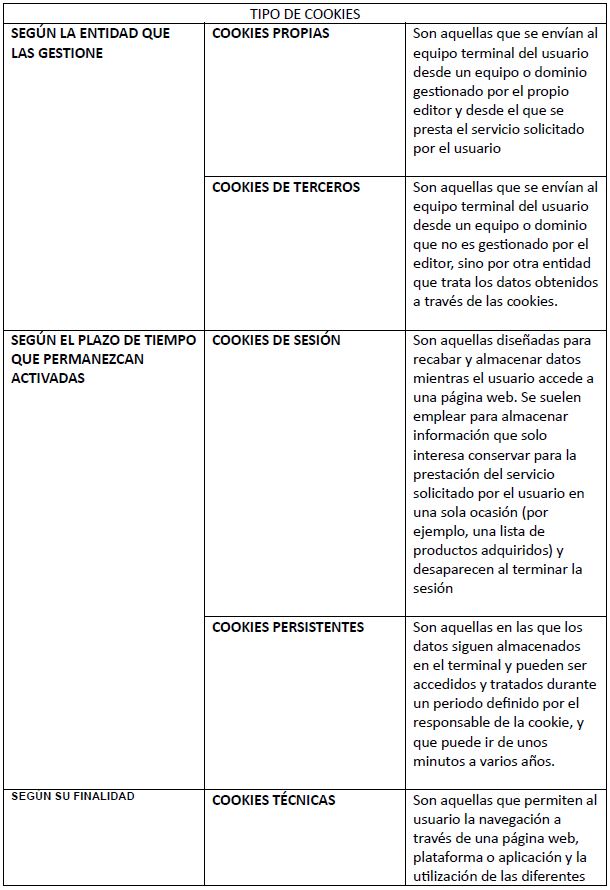 TIPO DE COOKIES
SEGÚN LA ENTIDAD QUE
LAS GESTIONE
COOKIES PROPIAS
Son aquellas que se envían al
equipo terminal del usuario
desde un equipo o dominio
gestionado por el propio
editor y desde el que se
presta el servicio solicitado
por el usuario
COOKIES DE TERCEROS
Son aquellas que se envían al
equipo terminal del usuario
desde un equipo o dominio
que no es gestionado por el
editor, sino por otra entidad
que trata los datos obtenidos
a través de las cookies.
SEGÚN EL PLAZO DE TIEMPO
QUE PERMANEZCAN
ACTIVADAS
COOKIES DE SESIÓN
Son aquellas diseñadas para
recabar y almacenar datos
mientras el usuario accede a
una página web. Se suelen
emplear para almacenar
información que solo
interesa conservar para la
prestación del servicio
solicitado por el usuario en
una sola ocasión (por
ejemplo, una lista de
productos adquiridos) y
desaparecen al terminar la
sesión
COOKIES PERSISTENTES
Son aquellas en las que los
datos siguen almacenados
en el terminal y pueden ser
accedidos y tratados durante
un periodo definido por el
responsable de la cookie, y
que puede ir de unos
minutos a varios años.
SEGÚN SU FINALIDAD
COOKIES TÉCNICAS
Son aquellas que permiten al
usuario la navegación a
través de una página web,
plataforma o aplicación y la
utilización de las diferentes